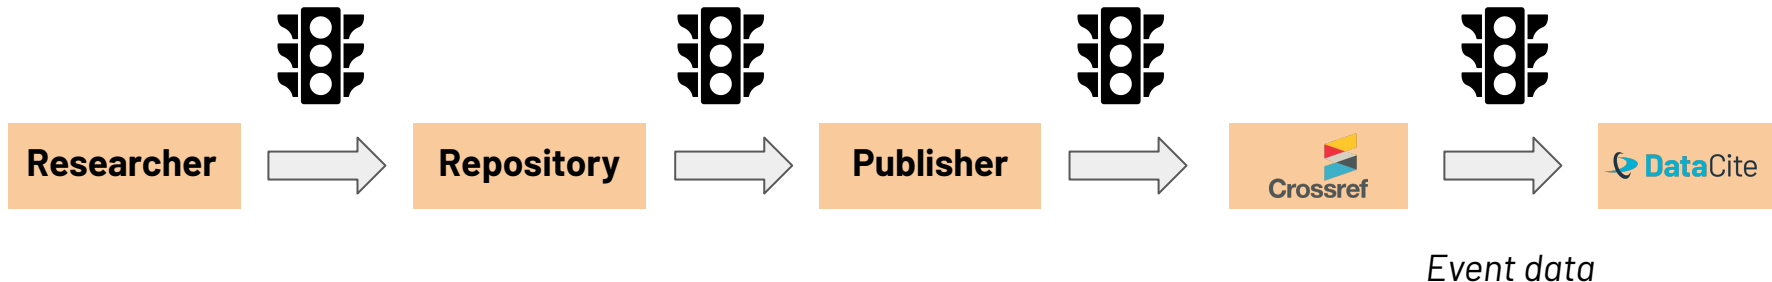 Researcher
Repository
Publisher
Crossref
DataCite
Event data